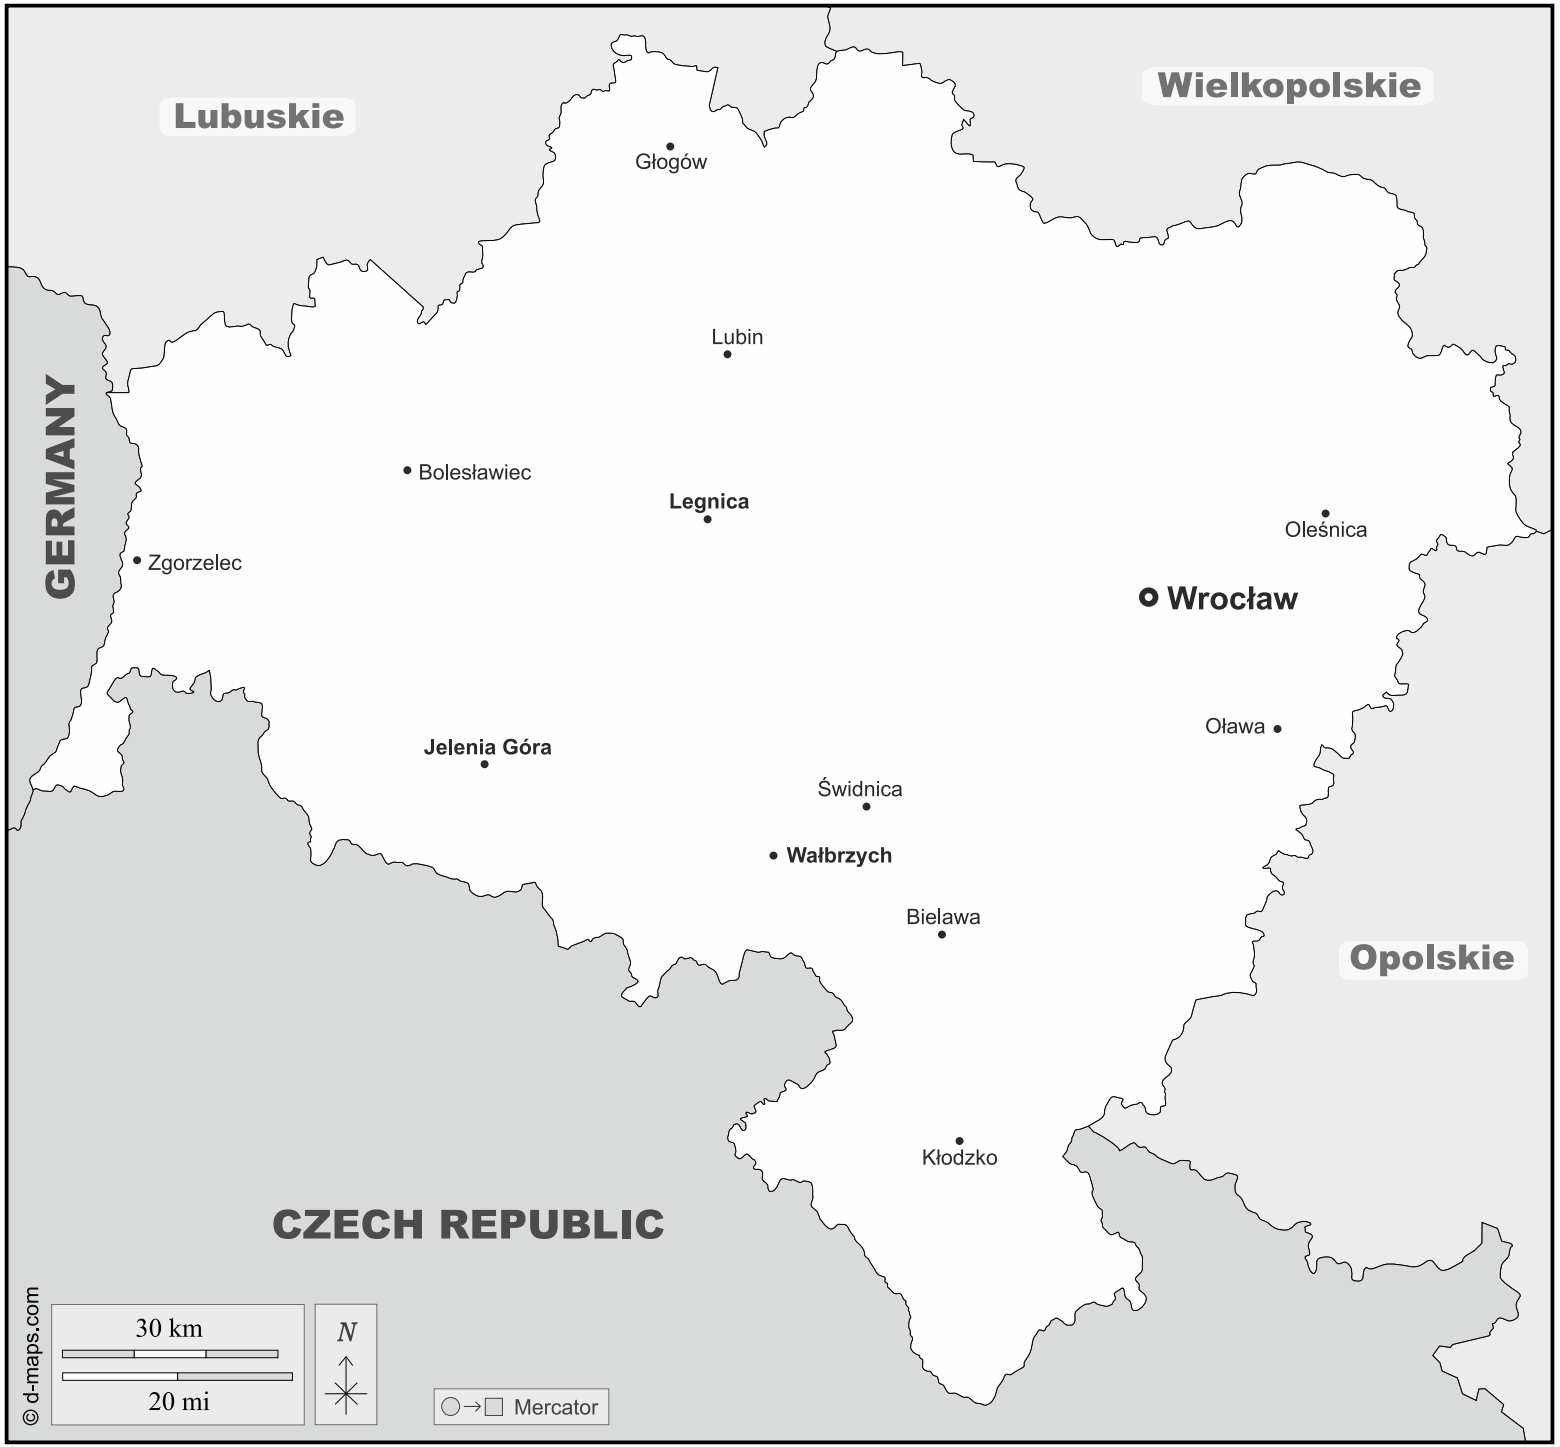 Wielkopolskie
Lubuskie
Głogów
Lubin
GERMANY
Bolesławiec
Legnica
Oleśnica
Zgorzelec
Wrocław
Oława
Jelenia Góra
Świdnica
Wałbrzych
Bielawa
Opolskie
Kłodzko
CZECH REPUBLIC
© d-maps.com
30 km
20 mi
N
Mercator